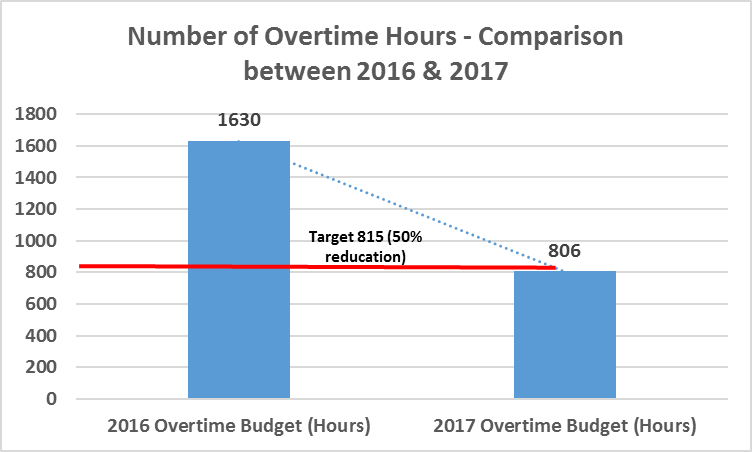 Number of Overtime Hours - Comparison
between 2016 & 2017
1800
1600
1400
1200
1000
800
600
400
200
0
1630
Target 815 (50%
reducation)
806
2016 Overtime Budget (Hours)
2017 Overtime Budget (Hours)